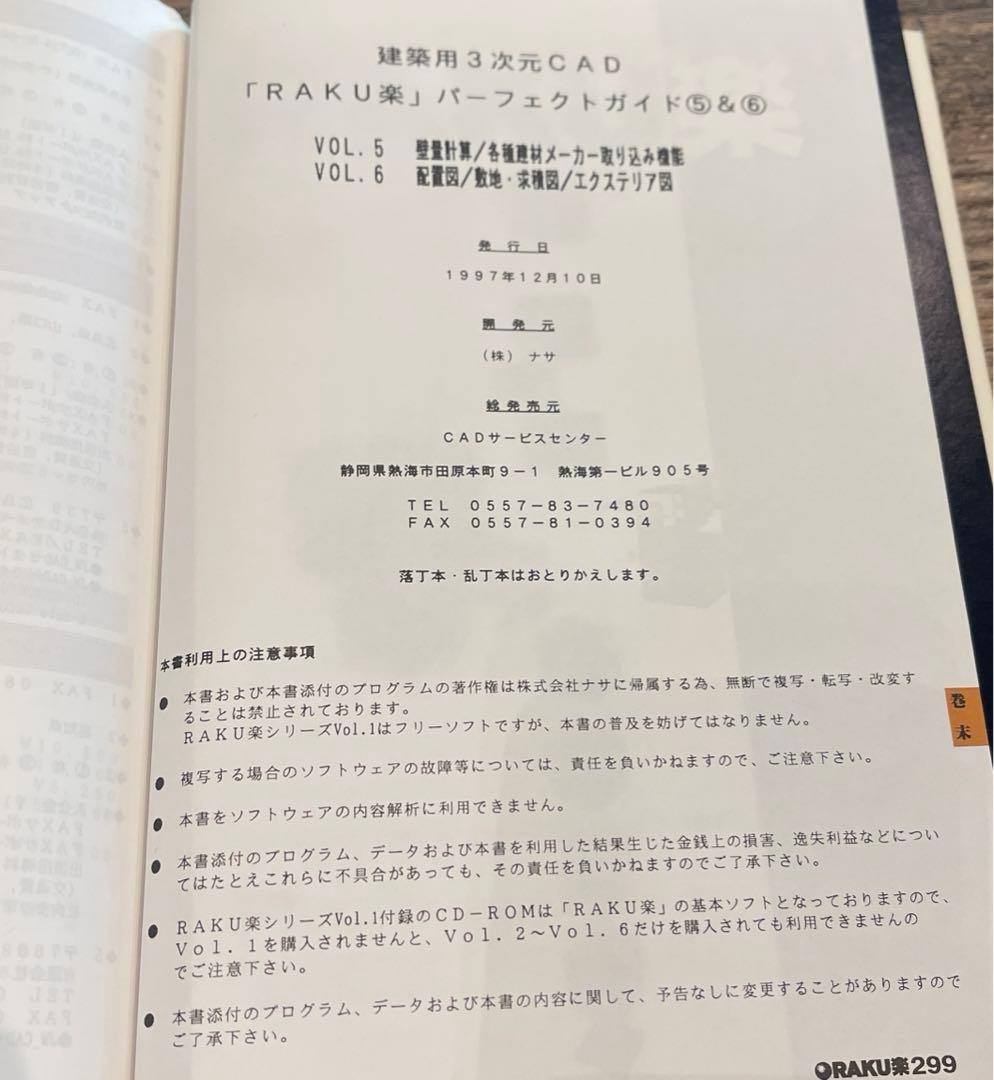 建築用３次元ＣＡＤ
「ＲＡＫＵ楽」パーフェクトガイド⑤＆⑥
VOL.5　壁量計算/各種建材メーカー取り込み機能
VOL.6　配置図/敷地・求積図/エクステリア図
発　行　日
１９９７年１２月１０日
開　発　元
（株）　ナサ
総発売元
ＣＡＤサービスセンター
静岡県熱海市田原本町９－１　熱海第一ビル９０５号
ＴＥＬ　０５５７－８３－７４８０
ＦＡＸ　０５５７－８１－０３９４
落丁本・乱丁本はおとりかえします。
本書利用上の注意事項
● 本書および本書添付のプログラムの著作権は株式会社ナサに帰属する為、無断で複写・転写・改変す
ることは禁止されております。
ＲＡＫＵ楽シリーズVol.1はフリーソフトですが、本書の普及を妨げてはなりません。
● 複写する場合のソフトウェアの故障等については、責任を負いかねますので、ご注意下さい。
● 本書をソフトウェアの内容解析に利用できません。
● 本書添付のプログラム、データおよび本書を利用した結果生じた金銭上の損害、逸失利益などについ
てはたとえこれらに不具合があっても、その責任を負いかねますのでご了承下さい。
● ＲＡＫＵ楽シリーズVol.1付録のＣＤ－ＲＯＭは「ＲＡＫＵ楽」の基本ソフトとなっておりますので、
Ｖｏｌ．１を購入されませんと、Ｖｏｌ．２～Ｖｏｌ．６だけを購入されても利用できませんの
でご注意下さい。
● 本書添付のプログラム、データおよび本書の内容に関して、予告なしに変更することがありますので
ご了承下さい。
巻末
RAKU楽299